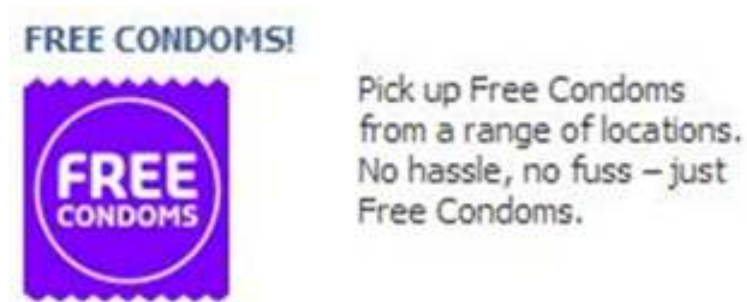 FREE CONDOMS!
FREE
CONDOMS
Pick up Free Condoms
from a range of locations.
No hassle, no fuss – just
Free Condoms.